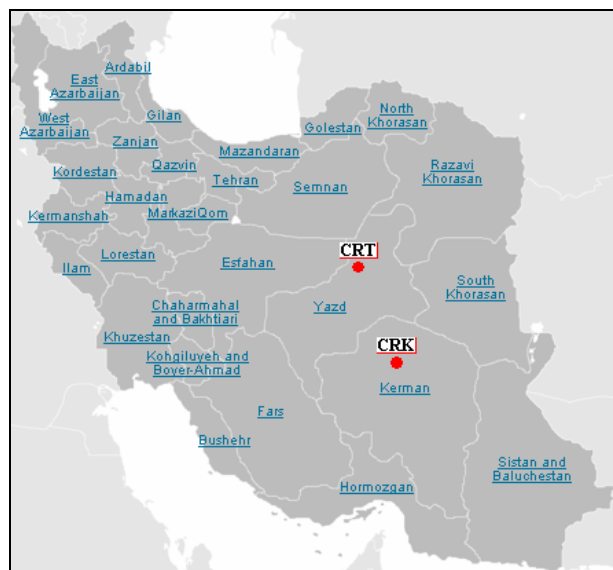 Ardabil
East
Azarbaijan
West
Azarbaijan
Gilan
Zanjan
Qazvin
Kordestan
Mazandaran
Golestan
North
Khorasan
Razavi
Khorasan
Tehran
Semnan
Hamadan
Kermanshah
Markazi Qom
Lorestan
Ilam
Esfahan
CRT
South
Khorasan
Yazd
Chaharmahal
and Bakhtiari
Khuzestan
Kohgiluyeh and
Boyer-Ahmad
CRK
Kerman
Fars
Bushehr
Sistan and
Baluchestan
Hormozgan